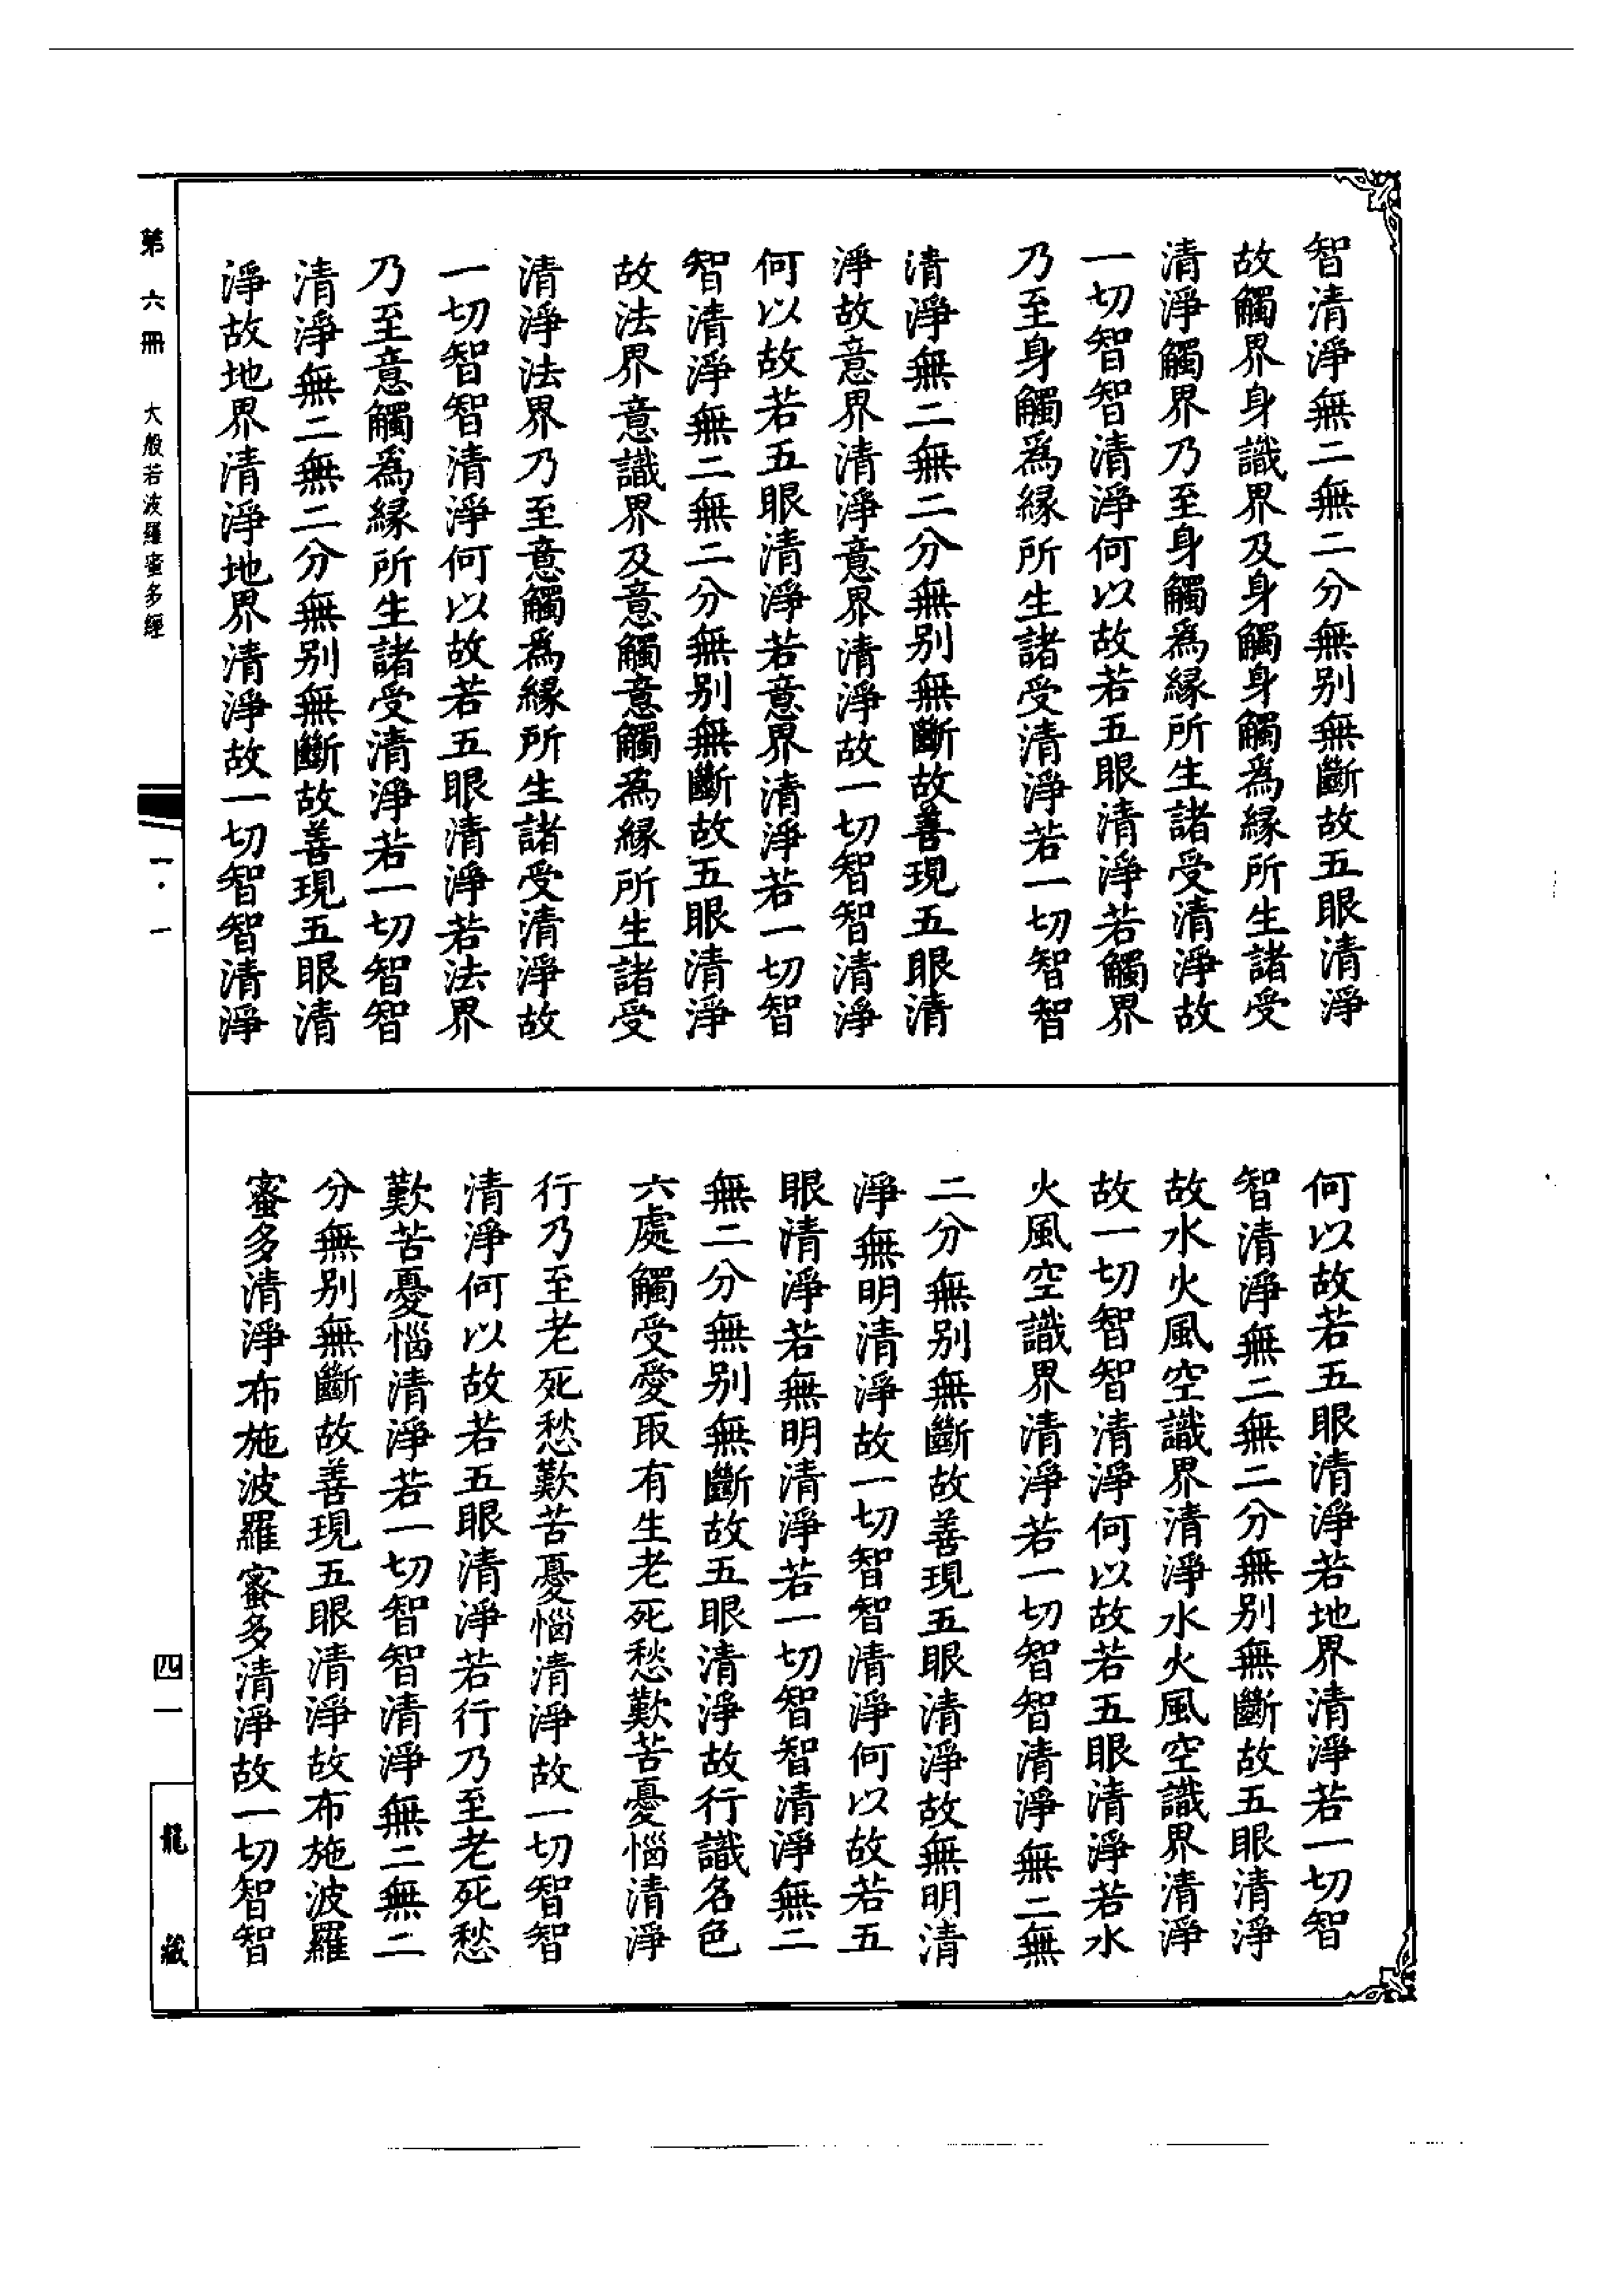 智清淨無二無二分無別無斷故五眼清淨
故觸界身識界及身觸身觸為緣所生諸受
清淨觸界乃至身觸為緣所生諸受清淨故
一切智智清淨何以故若五眼清淨若觸界
乃至身觸為緣所生諸受清淨若一切智智
清淨無二無二分無別無斷故善現五眼清
淨故意界清淨意界清淨故一切智智清淨
何以故若五眼清淨若意界清淨若一切智
智清淨無二無二分無別無斷故五眼清淨
故法界意識界及意觸意觸為緣所生諸受
清淨法界乃至意觸為緣所生諸受清淨故
一切智智清淨何以故若五眼清淨若法界
乃至意觸為緣所生諸受清淨若一切智智
清淨無二無二分無別無斷故善現五眼清
淨故地界清淨地界清淨故一切智智清淨
何以故若五眼清淨若地界清淨若一切智
智清淨無二無二分無別無斷故五眼清淨
故水火風空識界清淨水火風空識界清淨
故一切智智清淨何以故若五眼清淨若水
火風空識界清淨若一切智智清淨無二無
二分無別無斷故善現五眼清淨故無明清
淨無明清淨故一切智智清淨何以故若五
眼清淨若無明清淨若一切智智清淨無二
無二分無別無斷故五眼清淨故行識名色
六處觸受愛取有生老死愁歎苦憂惱清淨
行乃至老死愁歎苦憂惱清淨故一切智智
清淨何以故若五眼清淨若行乃至老死愁
歎苦憂惱清淨若一切智智清淨無二無二
分無別無斷故善現五眼清淨故布施波羅
蜜多清淨布施波羅蜜多清淨故一切智智
第六冊 大般若波羅蜜多經
一·一
四一
龍藏